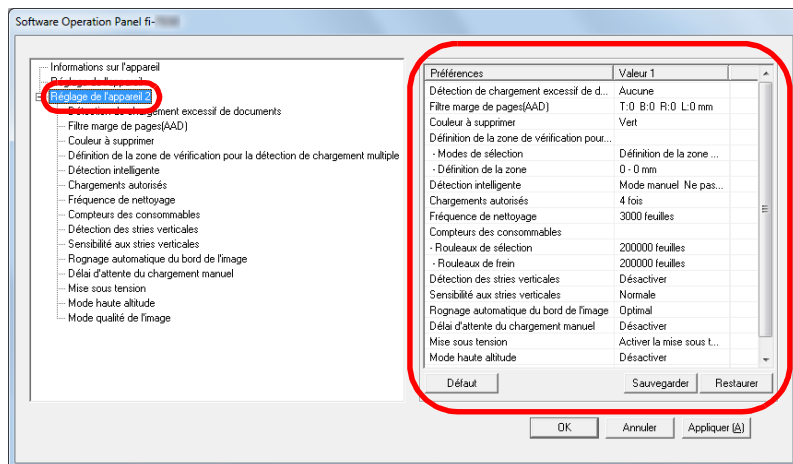 Software Operation Panel fi-
Informations sur l'appareil
Réglage de l'appareil
Réglage de l'appareil 2
Détection de chargement excessif de documents
Filtre marge de pages(AAD)
Couleur à supprimer
Définition de la zone de vérification pour la détection de chargement multiple
Détection intelligente
Chargements autorisés
Fréquence de nettoyage
Compteurs des consommables
Détection des stries verticales
Sensibilité aux stries verticales
Rognage automatique du bord de l'image
Délai d'attente du chargement manuel
Mise sous tension
Mode haute altitude
Mode qualité de l'image
Préférences Valeur 1
Détection de chargement excessif de d... Aucune
Filtre marge de pages(AAD) T:0 B:0 R:0 L:0 mm
Couleur à supprimer Vert
Définition de la zone de vérification pour...
- Modes de sélection Définition de la zone ...
- Définition de la zone 0 - 0 mm
Détection intelligente Mode manuel Ne pas...
Chargements autorisés 4 fois
Fréquence de nettoyage 3000 feuilles
Compteurs des consommables
- Rouleaux de sélection 200000 feuilles
- Rouleaux de frein 200000 feuilles
Détection des stries verticales Désactiver
Sensibilité aux stries verticales Normale
Rognage automatique du bord de l'image Optimal
Délai d'attente du chargement manuel Désactiver
Mise sous tension Activer la mise sous t...
Mode haute altitude Désactiver
Défaut Sauvegarder Restaurer
OK Annuler Appliquer (A)